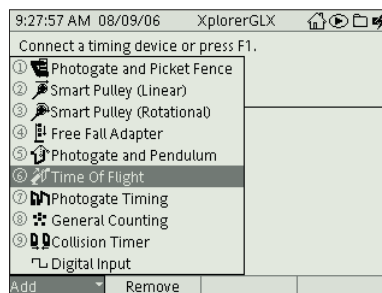 9:27:57 AM 08/09/06 XplorerGLX
Connect a timing device or press F1.
① Photogate and Picket Fence
② Smart Pulley (Linear)
③ Smart Pulley (Rotational)
④ Free Fall Adapter
⑤ Photogate and Pendulum
⑥ Time Of Flight
⑦ Photogate Timing
⑧ General Counting
⑨ Collision Timer
Digital Input
Add Remove